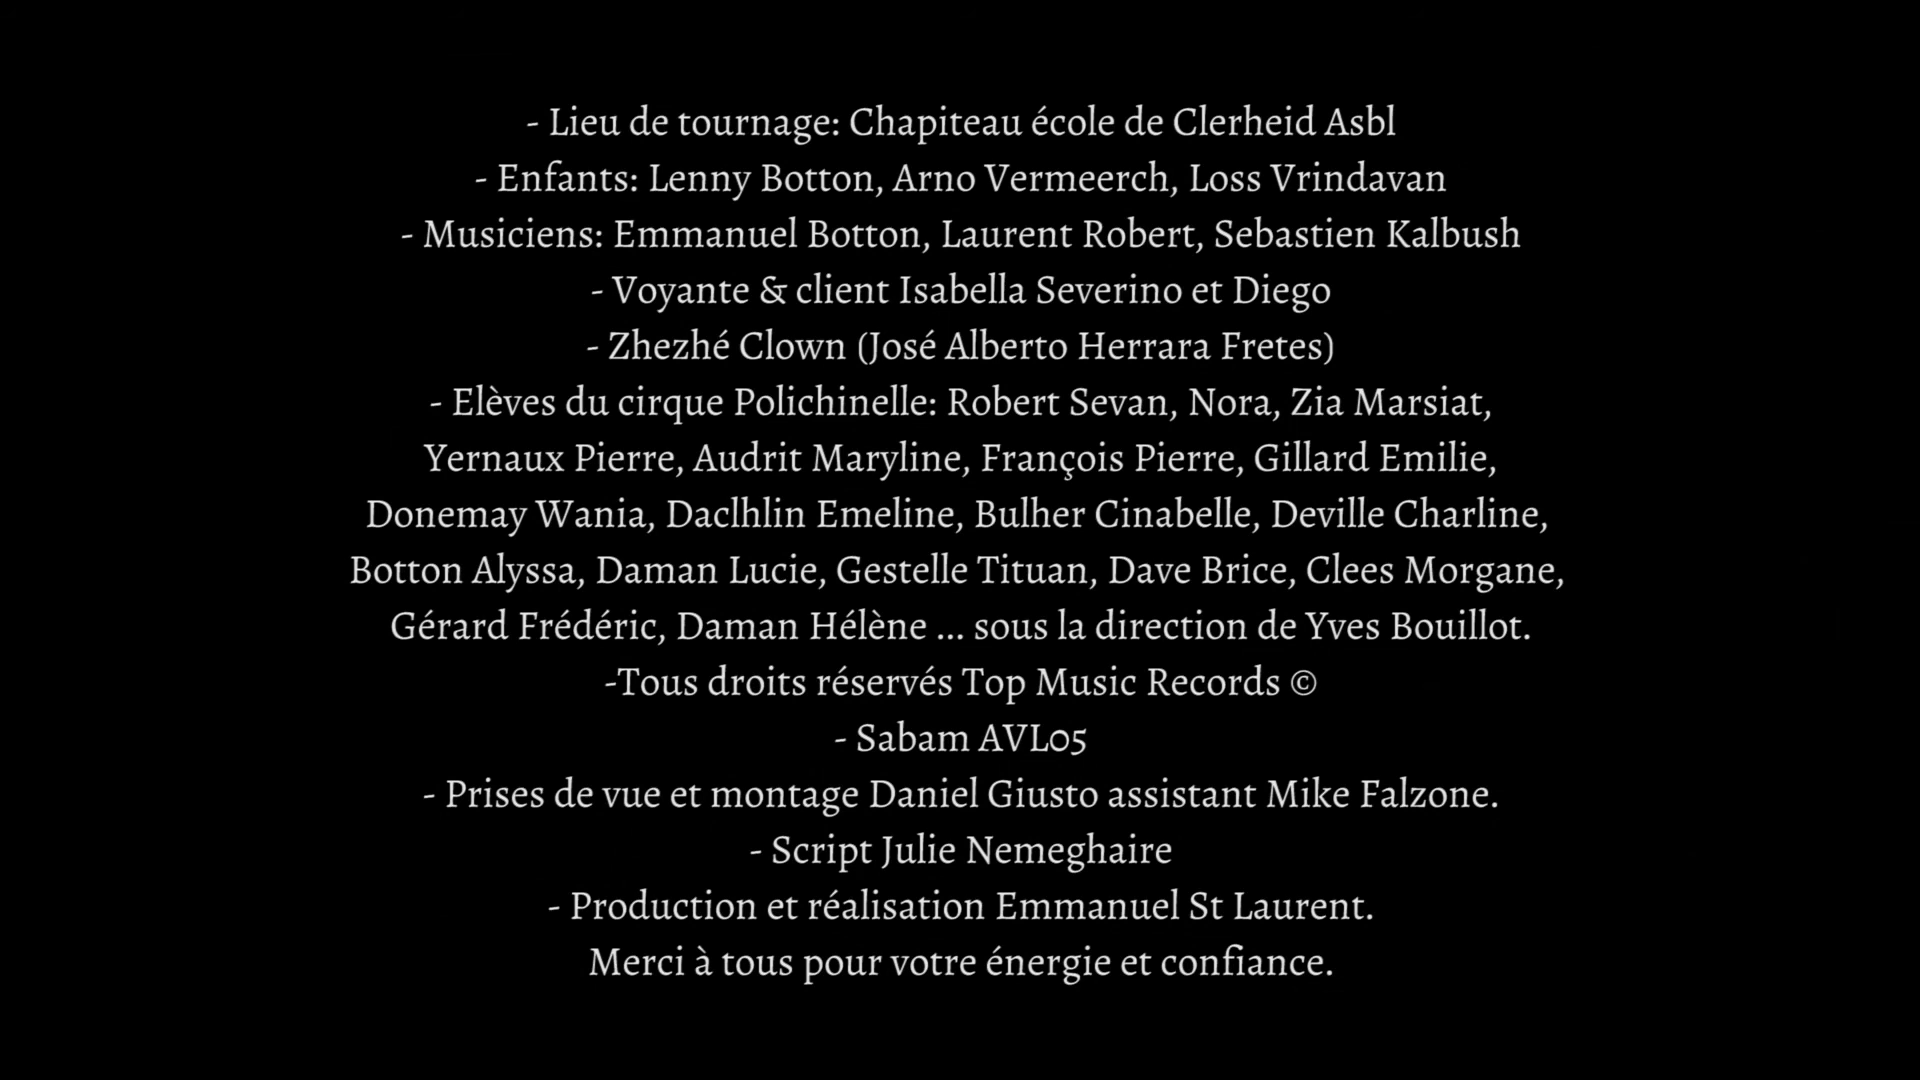 - Lieu de tournage: Chapiteau école de Clerheid Asbl
- Enfants: Lenny Botton, Arno Vermeerch, Loss Vrindavan
- Musiciens: Emmanuel Botton, Laurent Robert, Sebastien Kalbush
- Voyante & client Isabella Severino et Diego
- Zhezhé Clown (José Alberto Herrara Fretes)
- Elèves du cirque Polichinelle: Robert Sevan, Nora, Zia Marsiat,
Yernaux Pierre, Audrit Maryline, François Pierre, Gillard Emilie,
Donemay Wania, Daclhlin Emeline, Bulher Cinabelle, Deville Charline,
Botton Alyssa, Daman Lucie, Gestelle Tituan, Dave Brice, Clees Morgane,
Gérard Frédéric, Daman Hélène ... sous la direction de Yves Bouillot.
-Tous droits réservés Top Music Records ©
- Sabam AVL05
- Prises de vue et montage Daniel Giusto assistant Mike Falzone.
- Script Julie Nemeghaire
- Production et réalisation Emmanuel St Laurent.
Merci à tous pour votre énergie et confiance.